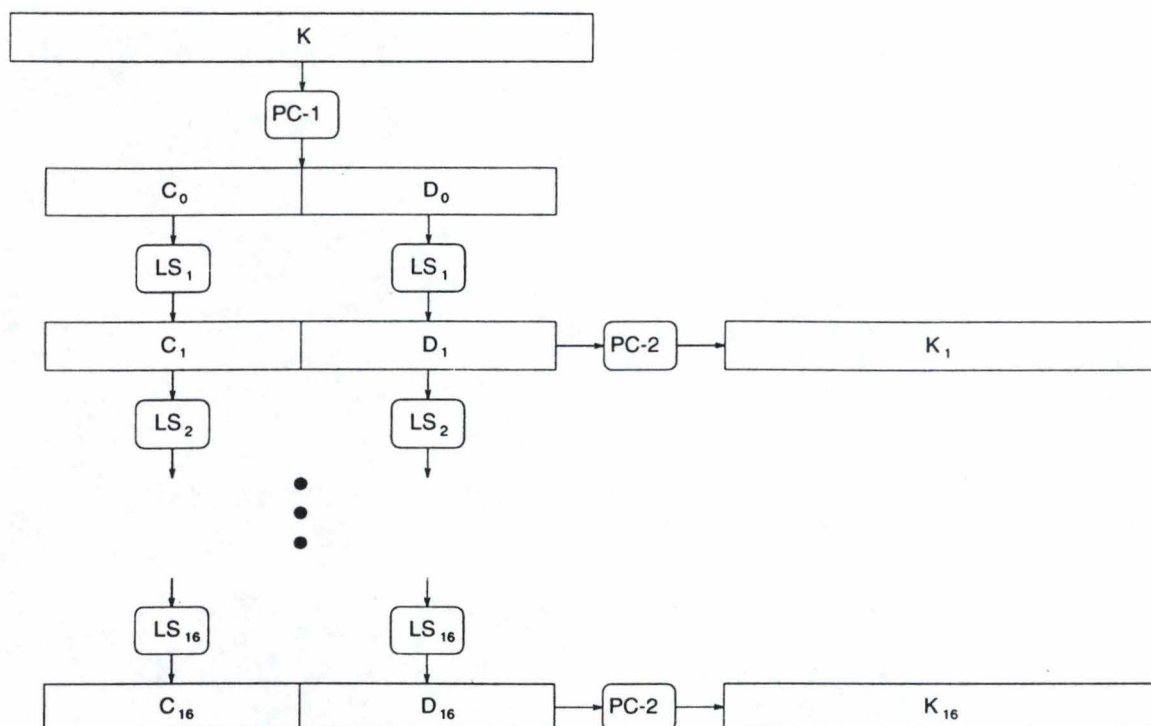 K
PC-1
C₀ D₀
LS₁ LS₁
C₁ D₁ PC-2 K₁
LS₂ LS₂
LS₁₆ LS₁₆
C₁₆ D₁₆ PC-2 K₁₆